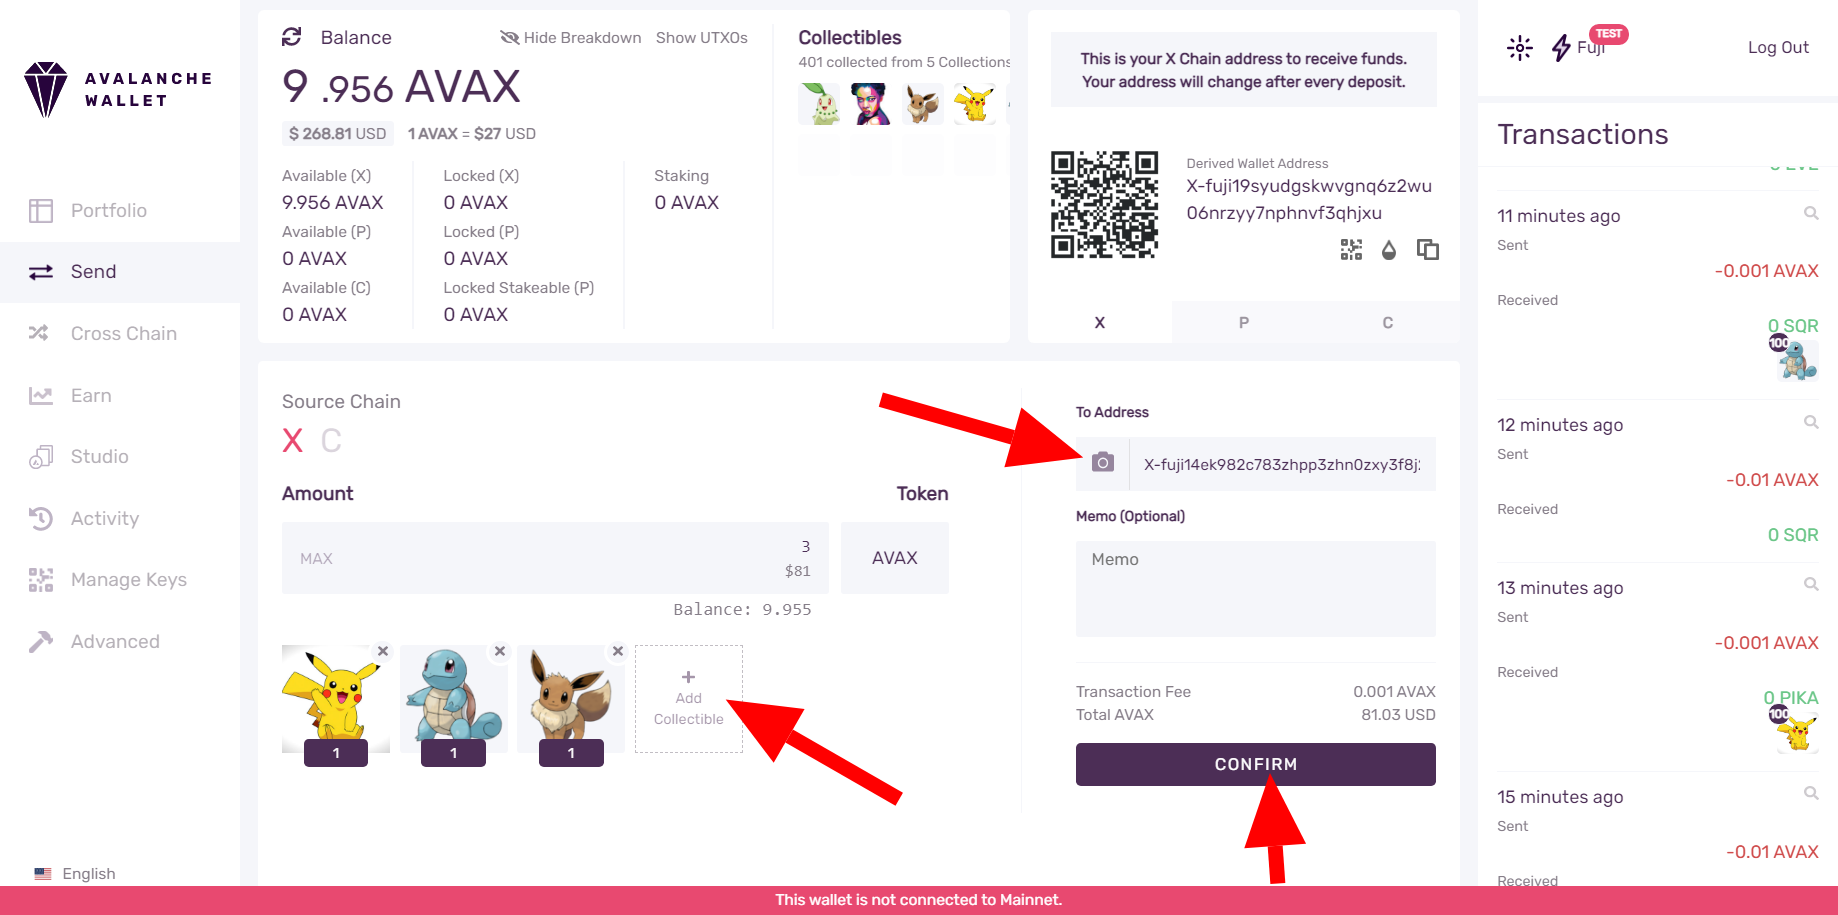 AVALANCHE
WALLET
Portfolio
Send
Cross Chain
Earn
Studio
Activity
Manage Keys
Advanced
English
Balance
Hide Breakdown
Show UTXOs
9 .956 AVAX
$ 268.81 USD
1 AVAX = $27 USD
Available (X)
9.956 AVAX
Available (P)
0 AVAX
Available (C)
0 AVAX
Locked (X)
0 AVAX
Locked (P)
0 AVAX
Locked Stakeable (P)
0 AVAX
Staking
0 AVAX
Collectibles
401 collected from 5 Collections
This is your X Chain address to receive funds.
Your address will change after every deposit.
Derived Wallet Address
X-fuji19syudgskwvgnq6z2wu
06nrzyy7nphnvf3qhjxu
X
P
C
Source Chain
X C
Amount
Token
MAX
3
$81
AVAX
Balance: 9.955
1
1
1
+
Add
Collectible
To Address
X-fuji14ek982c783zhpp3zhn0zxy3f8j
Memo (Optional)
Memo
Transaction Fee
0.001 AVAX
Total AVAX
81.03 USD
CONFIRM
Fuji
TEST
Log Out
Transactions
11 minutes ago
Sent
-0.001 AVAX
Received
0 SQR
100
12 minutes ago
Sent
-0.01 AVAX
Received
0 SQR
13 minutes ago
Sent
-0.001 AVAX
Received
0 PIKA
100
15 minutes ago
Sent
-0.01 AVAX
Received
This wallet is not connected to Mainnet.